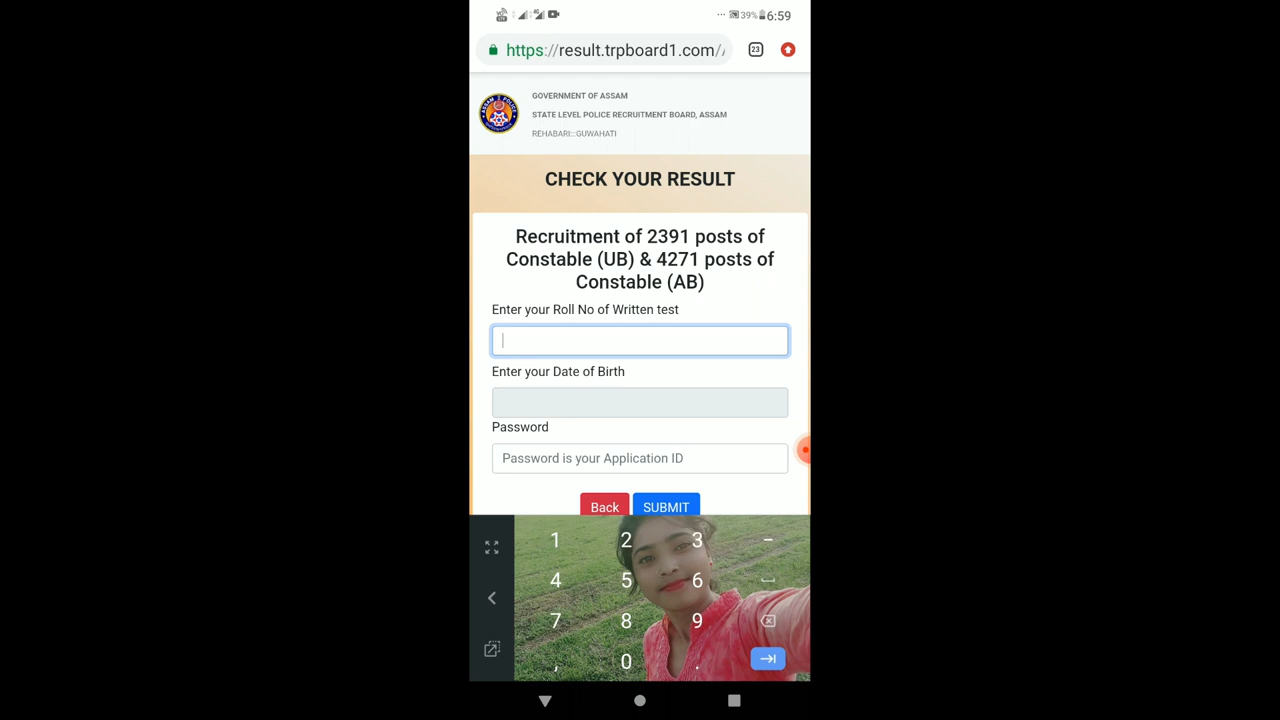 39% 6:59
https://result.trpboard1.com/
23
GOVERNMENT OF ASSAM
STATE LEVEL POLICE RECRUITMENT BOARD, ASSAM
REHABARI::GUWAHATI
CHECK YOUR RESULT
Recruitment of 2391 posts of
Constable (UB) & 4271 posts of
Constable (AB)
Enter your Roll No of Written test
Enter your Date of Birth
Password
Password is your Application ID
Back SUBMIT
1 2 3 -
4 5 6
7 8 9
, 0 .